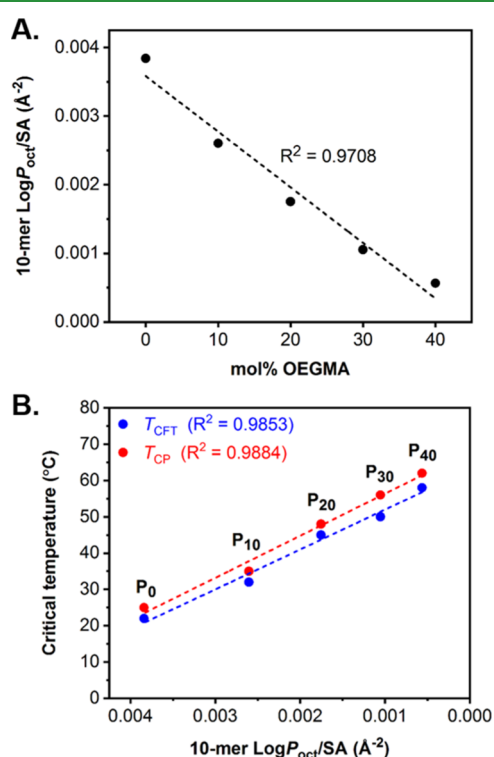 A.
10-mer LogPoct/SA (Å-2)
0.004
0.003
0.002
0.001
0.000
R2 = 0.9708
0 10 20 30 40
mol% OEGMA
B.
Critical temperature (°C)
80
70
60
50
40
30
20
10
0
TCFT (R2 = 0.9853)
TCP (R2 = 0.9884)
P0
P10
P20
P30
P40
0.004 0.003 0.002 0.001 0.000
10-mer LogPoct/SA (Å-2)